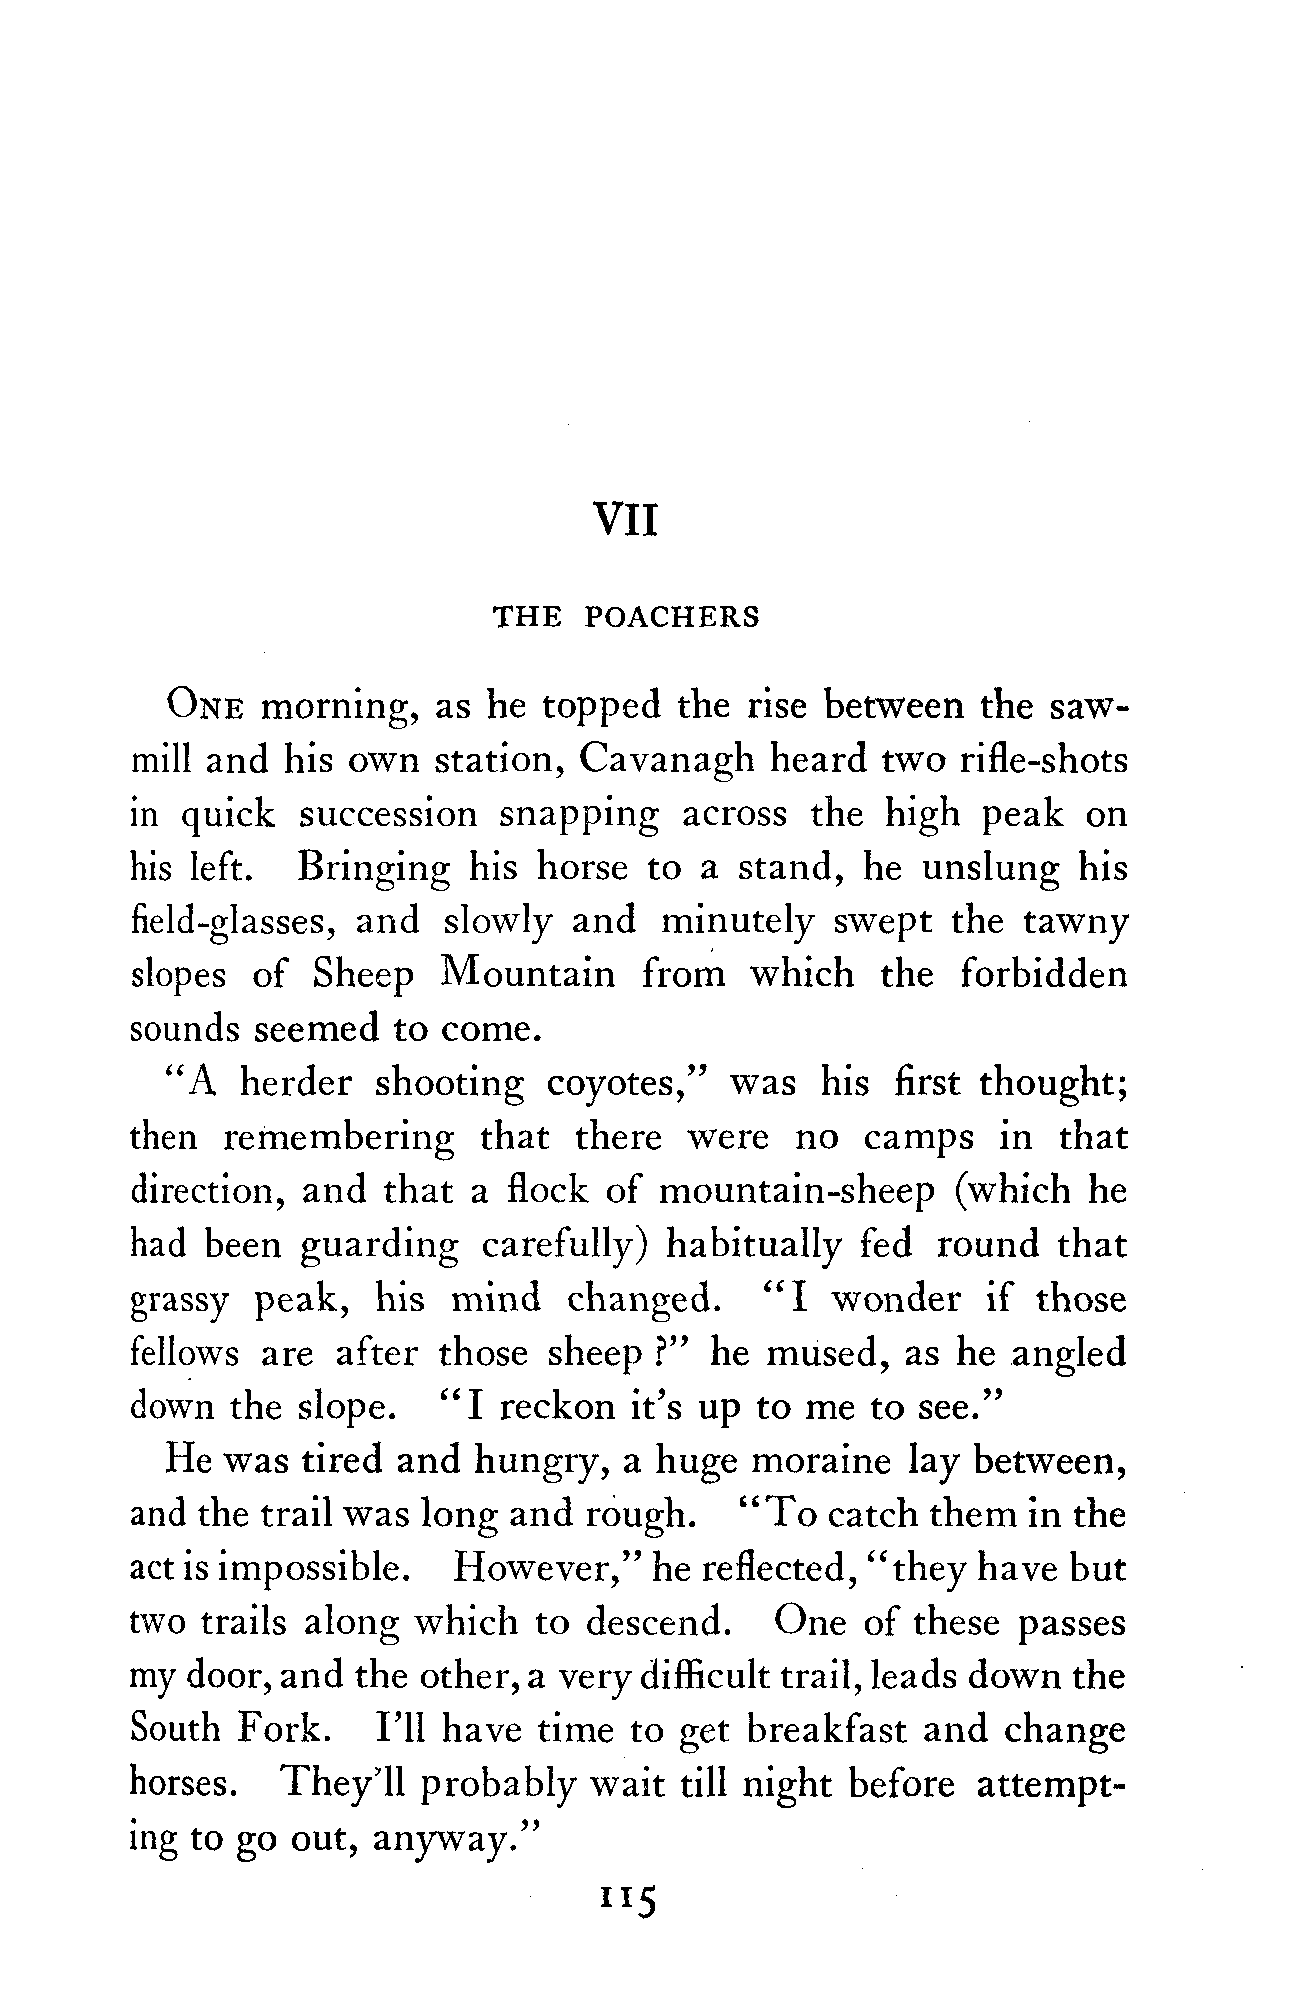 VII
THE POACHERS
ONE morning, as he topped the rise between the saw-
mill and his own station, Cavanagh heard two rifle-shots
in quick succession snapping across the high peak on
his left. Bringing his horse to a stand, he unslung his
field-glasses, and slowly and minutely swept the tawny
slopes of Sheep Mountain from which the forbidden
sounds seemed to come.
"A herder shooting coyotes," was his first thought;
then remembering that there were no camps in that
direction, and that a flock of mountain-sheep (which he
had been guarding carefully) habitually fed round that
grassy peak, his mind changed. "I wonder if those
fellows are after those sheep?" he mused, as he angled
down the slope. "I reckon it's up to me to see."
He was tired and hungry, a huge moraine lay between,
and the trail was long and rough. "To catch them in the
act is impossible. However," he reflected, "they have but
two trails along which to descend. One of these passes
my door, and the other, a very difficult trail, leads down the
South Fork. I'll have time to get breakfast and change
horses. They'll probably wait till night before attempt-
ing to go out, anyway."
115